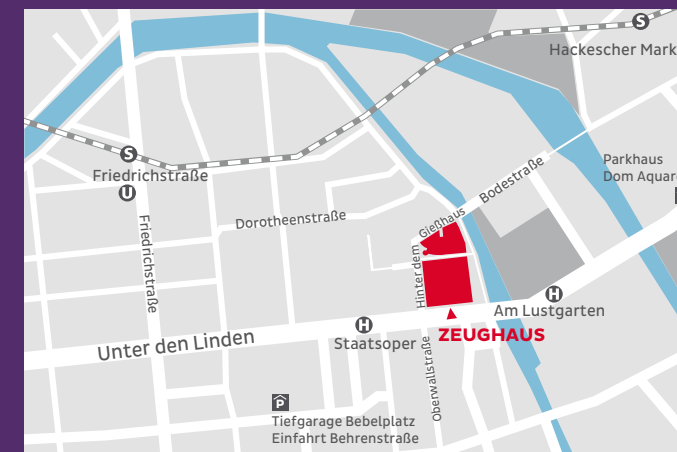 S
Hackescher Mark
S
Friedrichstraße
U
Parkhaus
Dom Aquar
Bodestraße
Dorotheenstraße
Hinter dem Gießhaus
Friedrichstraße
H
Am Lustgarten
H
Staatsoper
ZEUGHAUS
Unter den Linden
Oberwallstraße
P
Tiefgarage Bebelplatz
Einfahrt Behrenstraße